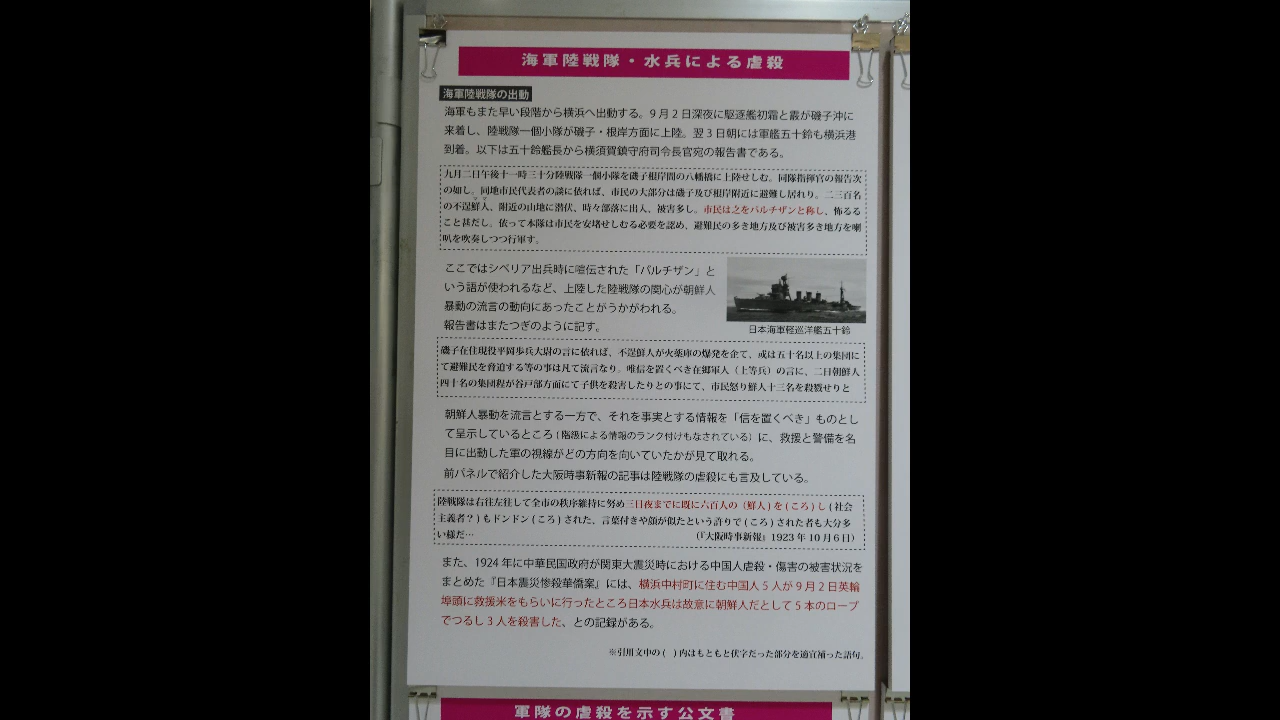 海軍陸戦隊・水兵による虐殺
海軍陸戦隊の出動
海軍もまた早い段階から横浜へ出動する。9月2日深夜に駆逐艦初霜と霰が磯子沖に
来着し、陸戦隊一個小隊が磯子・根岸方面に上陸。翌3日朝には軍艦五十鈴も横浜港
到着。以下は五十鈴艦長から横須賀鎮守府司令長官宛の報告書である。
九月二日午後十一時三十分陸戦隊一個小隊を磯子根岸間の八幡橋に上陸せしむ。同隊指揮官の報告次
の如し。同地市民代表者の談に依れば、市民の大部分は磯子及び根岸附近に避難し居れり。二三百名
の不逞鮮人、附近の山地に潜伏、時々部落に出入、被害多し。市民は之をパルチザンと称し、怖るる
こと甚だし。依って本隊は市民を安堵せしむる必要を認め、避難民の多き地方及び被害多き地方を喇
叭を吹奏しつつ行軍す。
ここではシベリア出兵時に喧伝された「パルチザン」と
いう語が使われるなど、上陸した陸戦隊の関心が朝鮮人
暴動の流言の動向にあったことがうかがわれる。
報告書はまたつぎのように記す。
日本海軍軽巡洋艦五十鈴
磯子在住現役平岡歩兵大尉の言に依れば、不逞鮮人が火薬庫の爆発を企て、或は五十名以上の集団に
て避難民を脅迫する等の事は凡て流言なり。唯信を置くべき在郷軍人（上等兵）の言に、二日朝鮮人
四十名の集団程が谷戸部方面にて子供を殺害したりとの事にて、市民怒り鮮人十三名を殺戮せりと
朝鮮人暴動を流言とする一方で、それを事実とする情報を「信を置くべき」ものとし
て呈示しているところ（階級による情報のランク付けもなされている）に、救援と警備を名
目に出動した軍の視線がどの方向を向いていたかが見て取れる。
前パネルで紹介した大阪時事新報の記事は陸戦隊の虐殺にも言及している。
陸戦隊は右往左往して全市の秩序維持に努め三日夜までに既に六百人の（鮮人）を（ころ）し（社会
主義者？）もドンドン（ころ）された、言葉付きや顔が似たという許りで（ころ）された者も大分多
い様だ…
（『大阪時事新報』1923年10月6日）
また、1924年に中華民国政府が関東大震災時における中国人虐殺・傷害の被害状況を
まとめた『日本震災惨殺華僑案』には、横浜中村町に住む中国人5人が9月2日英輪
埠頭に救援米をもらいに行ったところ日本水兵は故意に朝鮮人だとして5本のロープ
でつるし3人を殺害した、との記録がある。
※引用文中の（　）内はもともと伏字だった部分を適宜補った語句。
軍隊の虐殺を示す公文書